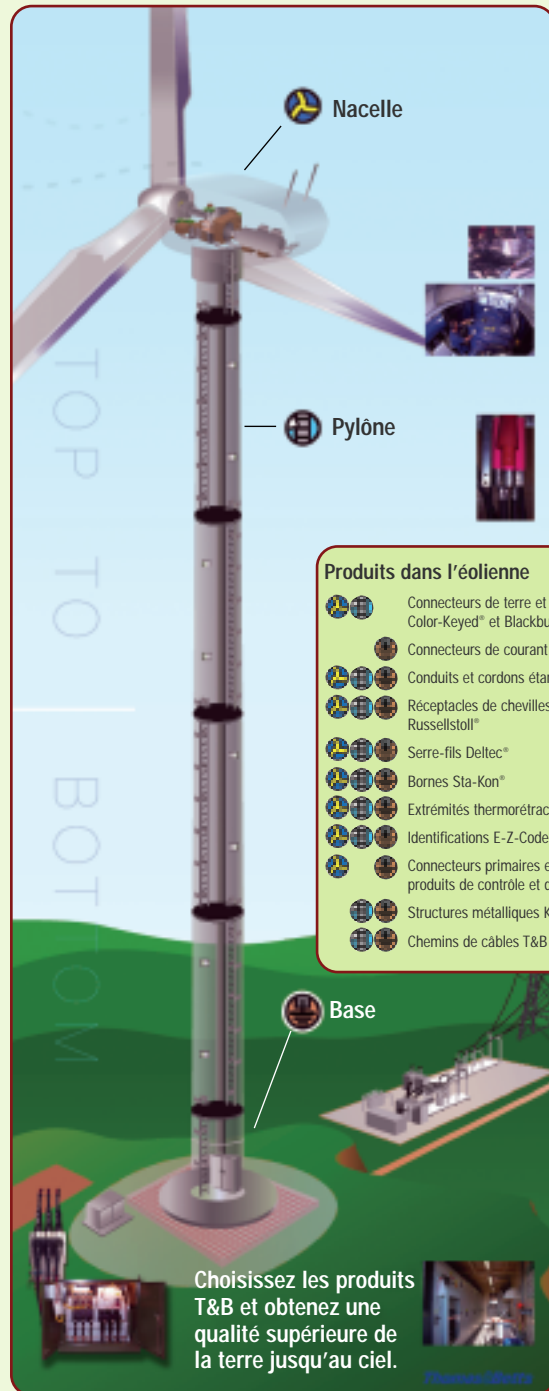 Nacelle
TOP TO BOTTOM
Pylône
Produits dans l'éolienne
Connecteurs de terre et
Color-Keyed® et
Connecteurs de courant
Conduits et cordons
Réceptacles de chevilles
Russellstoll®
Serre-fils Deltec®
Bornes Sta-Kon®
Extrémités
Identifications E-Z-Code
Connecteurs primaires
produits de contrôle et
Structures métalliques
Chemins de câbles T&B
Base
Choisissez les produits
T&B et obtenez une
qualité supérieure de
la terre jusqu'au ciel.
Thomas&Betts